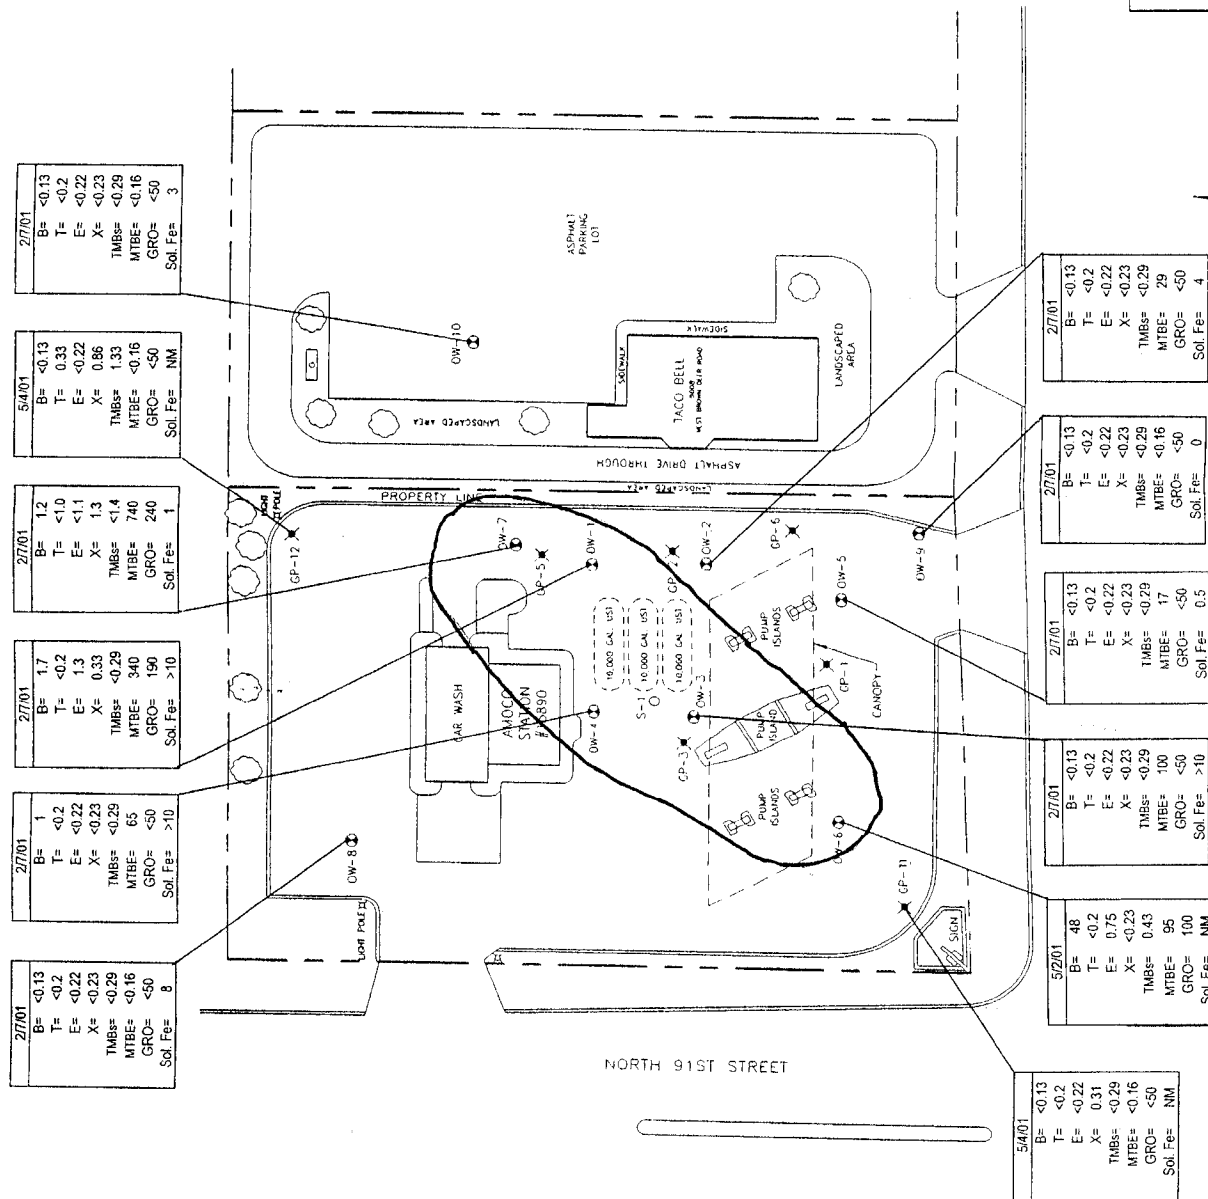 2/7/01
B= <0.13
T= <0.2
E= <0.22
X= <0.23
TMBs= <0.29
MTBE= <0.16
GRO= <50
Sol. Fe= 3
5/4/01
B= <0.13
T= 0.33
E= <0.22
X= 0.86
TMBs= 1.33
MTBE= <0.16
GRO= <50
Sol. Fe= NM
2/7/01
B= 1.2
T= <1.0
E= <1.1
X= 1.3
TMBs= <1.4
MTBE= 740
GRO= 240
Sol. Fe= 1
2/7/01
B= 1.7
T= <0.2
E= 1.3
X= 0.33
TMBs= <0.29
MTBE= 340
GRO= 190
Sol. Fe= >10
2/7/01
B= 1
T= <0.2
E= <0.22
X= <0.23
TMBs= <0.29
MTBE= 65
GRO= <50
Sol. Fe= >10
2/7/01
B= <0.13
T= <0.2
E= <0.22
X= <0.23
TMBs= <0.29
MTBE= <0.16
GRO= <50
Sol. Fe= 8
ASPHALT
PARKING
LOT
OW-10
G
SIDEWALK
SIDEWALK
TACO BELL
WEST BROWN DEER ROAD
LANDSCAPED
AREA
LANDSCAPED AREA
ASPHALT DRIVE THROUGH
LANDSCAPED AREA
PROPERTY LINE
LIGHT
POLE
GP-12
OW-7
GP-5
OW-1
GP-2
OW-2
GP-6
OW-5
OW-9
10,000 GAL UST
10,000 GAL UST
10,000 GAL UST
S-1
CAR WASH
AMOCO
STATION
OW-4
OW-3
GP-3
PUMP
ISLANDS
PUMP
ISLAND
PUMP
ISLANDS
GP-1
CANOPY
OW-8
OW-6
GP-11
LIGHT POLE
SIGN
NORTH 91ST STREET
2/7/01
B= <0.13
T= <0.2
E= <0.22
X= <0.23
TMBs= <0.29
MTBE= 29
GRO= <50
Sol. Fe= 4
2/7/01
B= <0.13
T= <0.2
E= <0.22
X= <0.23
TMBs= <0.29
MTBE= <0.16
GRO= <50
Sol. Fe= 0
2/7/01
B= <0.13
T= <0.2
E= <0.22
X= <0.23
TMBs= <0.29
MTBE= 17
GRO= <50
Sol. Fe= 0.5
2/7/01
B= <0.13
T= <0.2
E= <0.22
X= <0.23
TMBs= <0.29
MTBE= 100
GRO= <50
Sol. Fe= >10
5/2/01
B= 48
T= <0.2
E= 0.75
X= <0.23
TMBs= 0.43
MTBE= 95
GRO= 100
Sol. Fe= NM
5/4/01
B= <0.13
T= <0.2
E= <0.22
X= 0.31
TMBs= <0.29
MTBE= <0.16
GRO= <50
Sol. Fe= NM